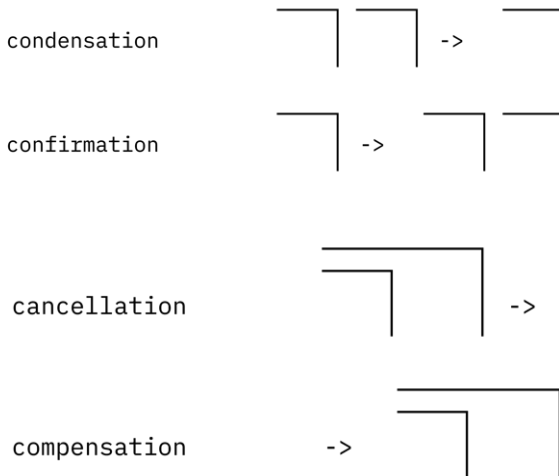 condensation ->
confirmation ->
cancellation ->
compensation ->